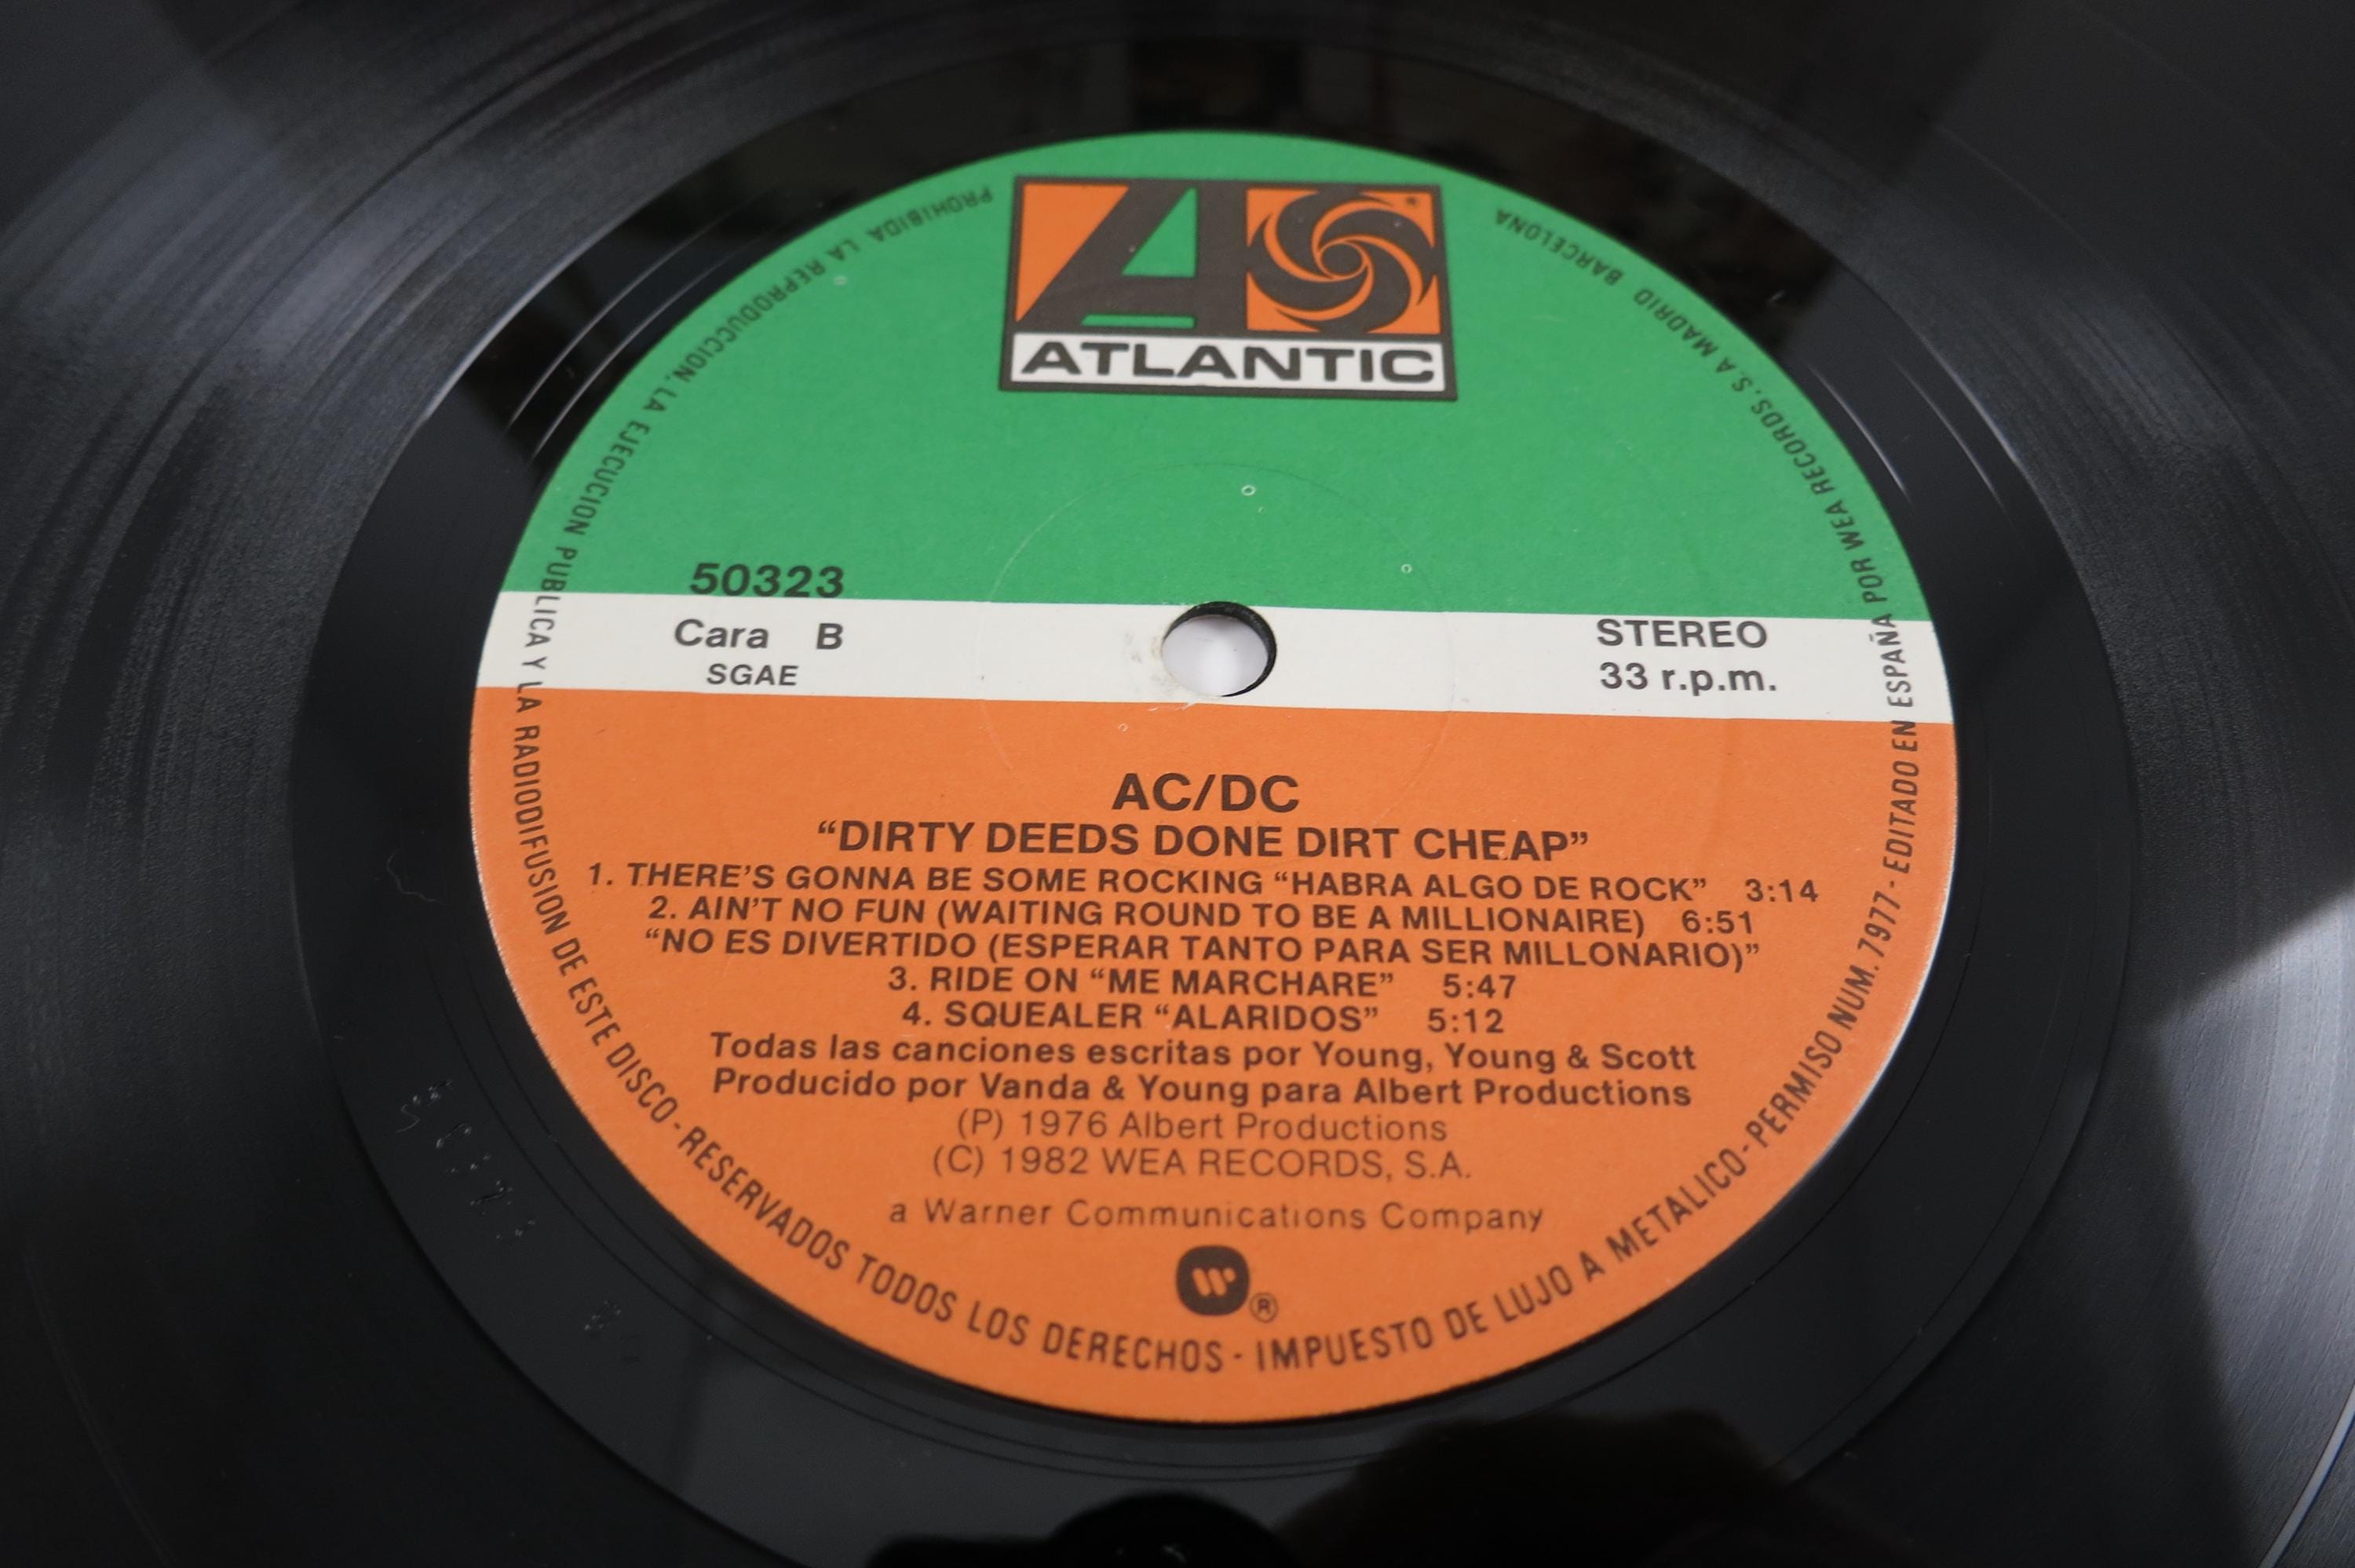 ATLANTIC
50323
Cara B
SGAE
STEREO
33 r.p.m.
AC/DC
“DIRTY DEEDS DONE DIRT CHEAP”
1. THERE'S GONNA BE SOME ROCKING “HABRA ALGO DE ROCK” 3:14
2. AIN'T NO FUN (WAITING ROUND TO BE A MILLIONAIRE) 6:51
“NO ES DIVERTIDO (ESPERAR TANTO PARA SER MILLONARIO)”
3. RIDE ON “ME MARCHARE” 5:47
4. SQUEALER “ALARIDOS” 5:12
Todas las canciones escritas por Young, Young & Scott
Producido por Vanda & Young para Albert Productions
(P) 1976 Albert Productions
(C) 1982 WEA RECORDS, S.A.
a Warner Communications Company
®
PROHIBIDA LA REPRODUCCION. LA EJECUCION PUBLICA Y LA RADIODIFUSION DE ESTE DISCO - RESERVADOS TODOS LOS DERECHOS - IMPUESTO DE LUJO A METALICO - PERMISO NUM. 7977 - EDITADO EN ESPAÑA POR WEA RECORDS. S.A MADRID BARCELONA